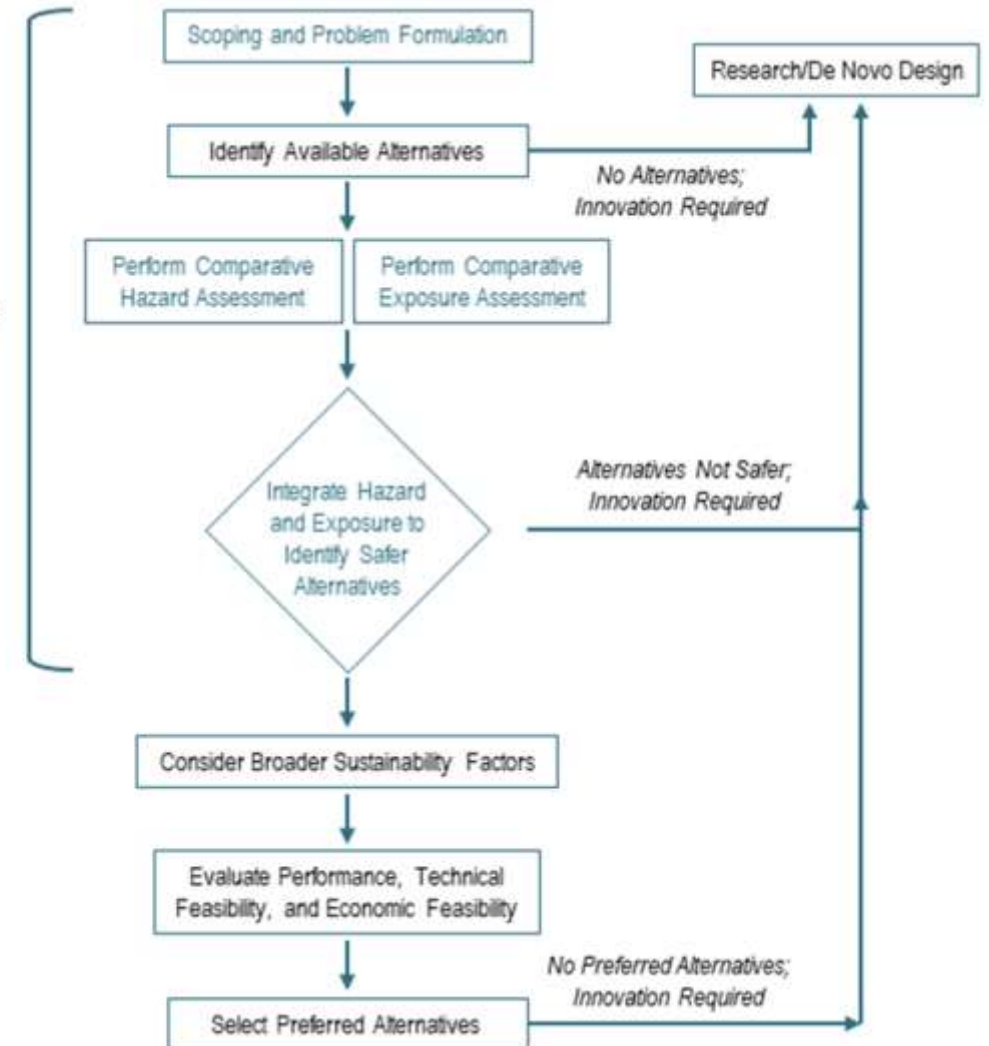 Scoping and Problem Formulation
Research/De Novo Design
Identify Available Alternatives
No Alternatives;
Innovation Required
Perform Comparative
Hazard Assessment
Perform Comparative
Exposure Assessment
Integrate Hazard
and Exposure to
Identify Safer
Alternatives
Alternatives Not Safer;
Innovation Required
Consider Broader Sustainability Factors
Evaluate Performance, Technical
Feasibility, and Economic Feasibility
No Preferred Alternatives;
Innovation Required
Select Preferred Alternatives